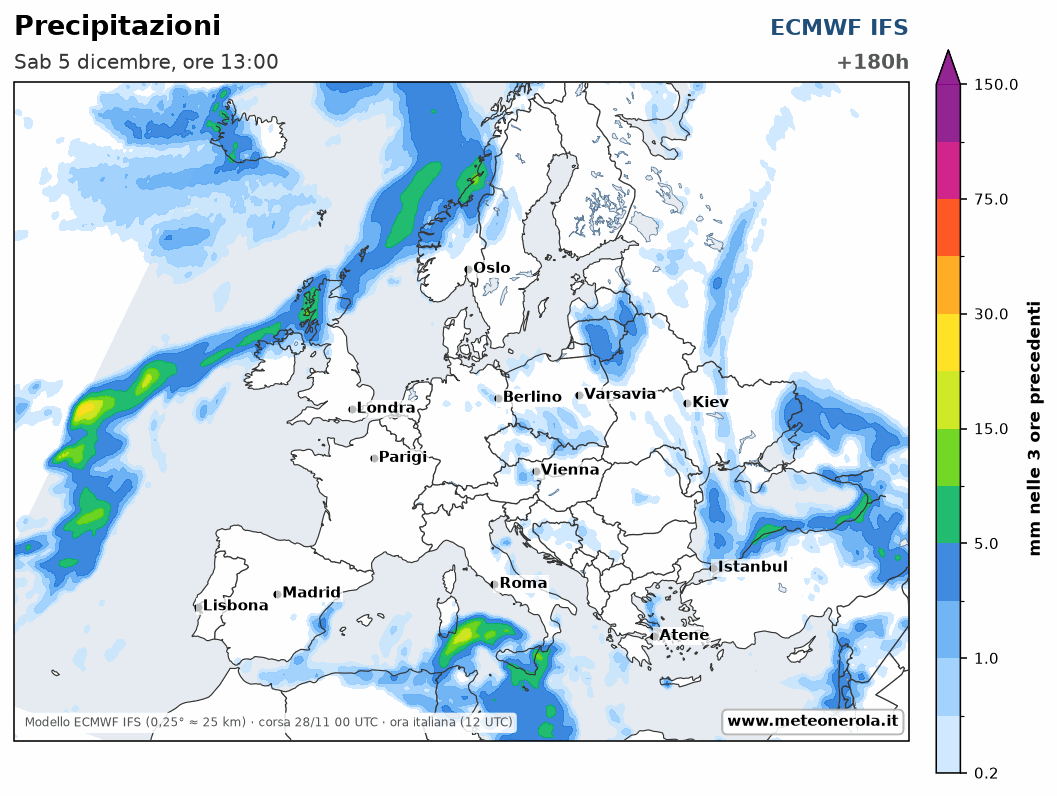 Precipitazioni
ECMWF IFS
Sab 5 dicembre, ore 13:00
+180h
150.0
75.0
30.0
15.0
5.0
1.0
0.2
mm nelle 3 ore precedenti
Oslo
Berlino
Varsavia
Kiev
Londra
Parigi
Vienna
Istanbul
Roma
Madrid
Lisbona
Atene
Modello ECMWF IFS (0,25° ≈ 25 km) · corsa 28/11 00 UTC · ora italiana (12 UTC)
www.meteonerola.it